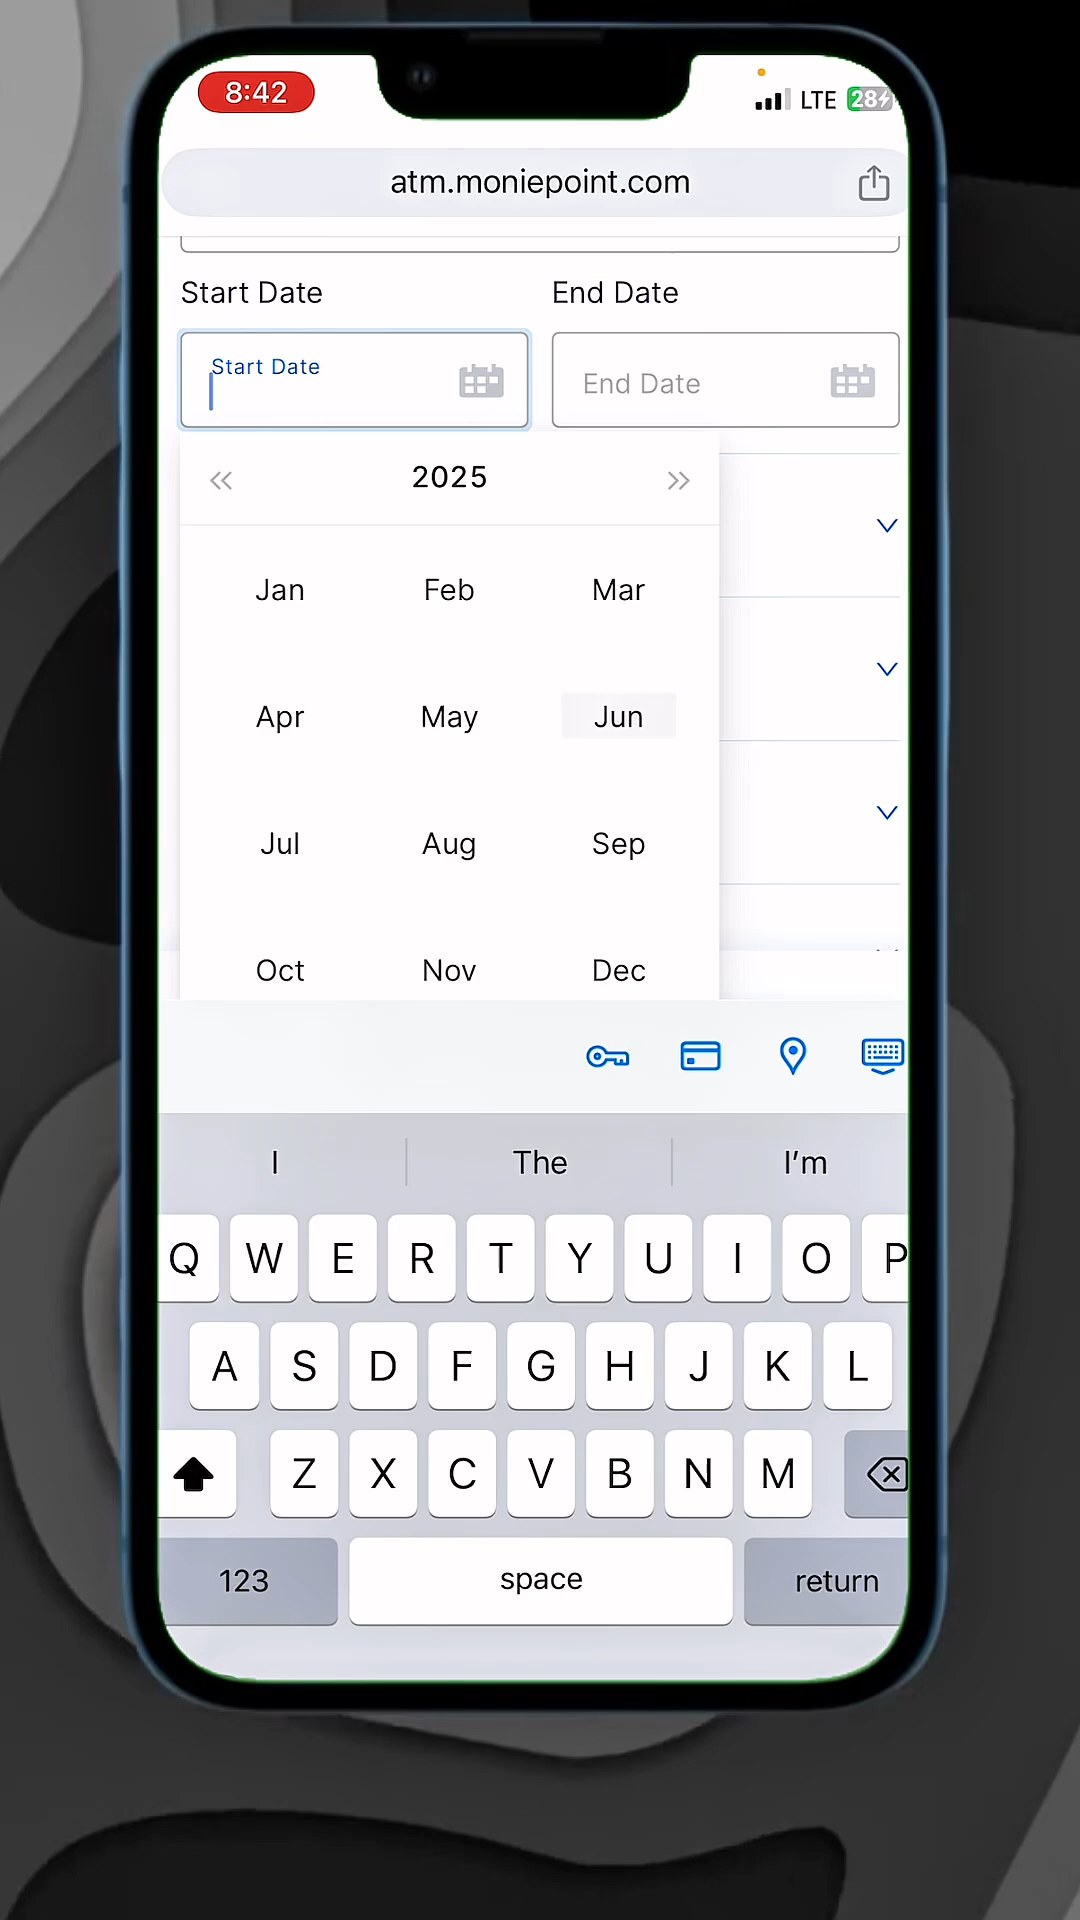 8:42
LTE 28
atm.moniepoint.com
Start Date End Date
Start Date
End Date
2025
Jan Feb Mar
Apr May Jun
Jul Aug Sep
Oct Nov Dec
I The I'm
Q W E R T Y U I O P
A S D F G H J K L
Z X C V B N M
123 space return